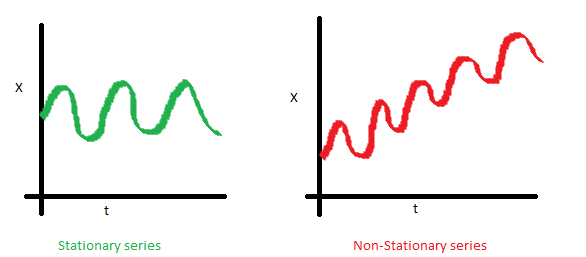 X
t
Stationary series
X
t
Non-Stationary series